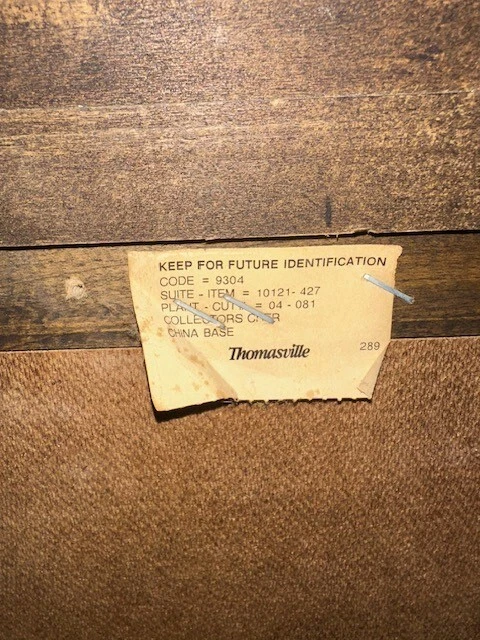 KEEP FOR FUTURE IDENTIFICATION
CODE = 9304
SUITE - ITEM = 10121- 427
PLANT - CUT = 04 - 081
COLLECTORS CHER
CHINA BASE
Thomasville 289